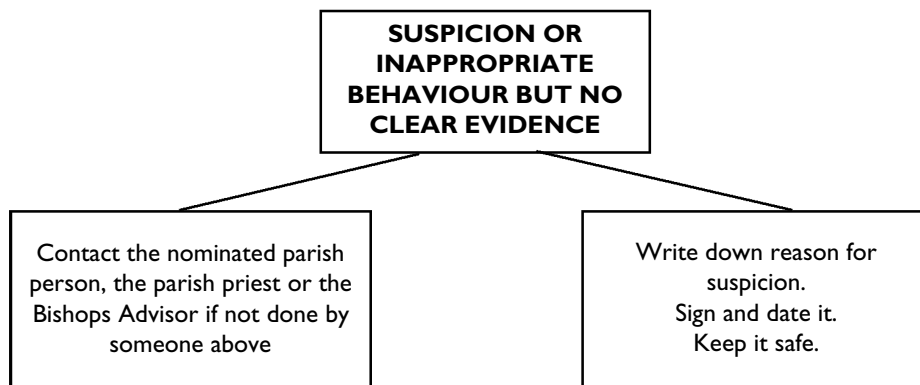 SUSPICION OR
INAPPROPRIATE
BEHAVIOUR BUT NO
CLEAR EVIDENCE
Contact the nominated parish
person, the parish priest or the
Bishops Advisor if not done by
someone above
Write down reason for
suspicion.
Sign and date it.
Keep it safe.